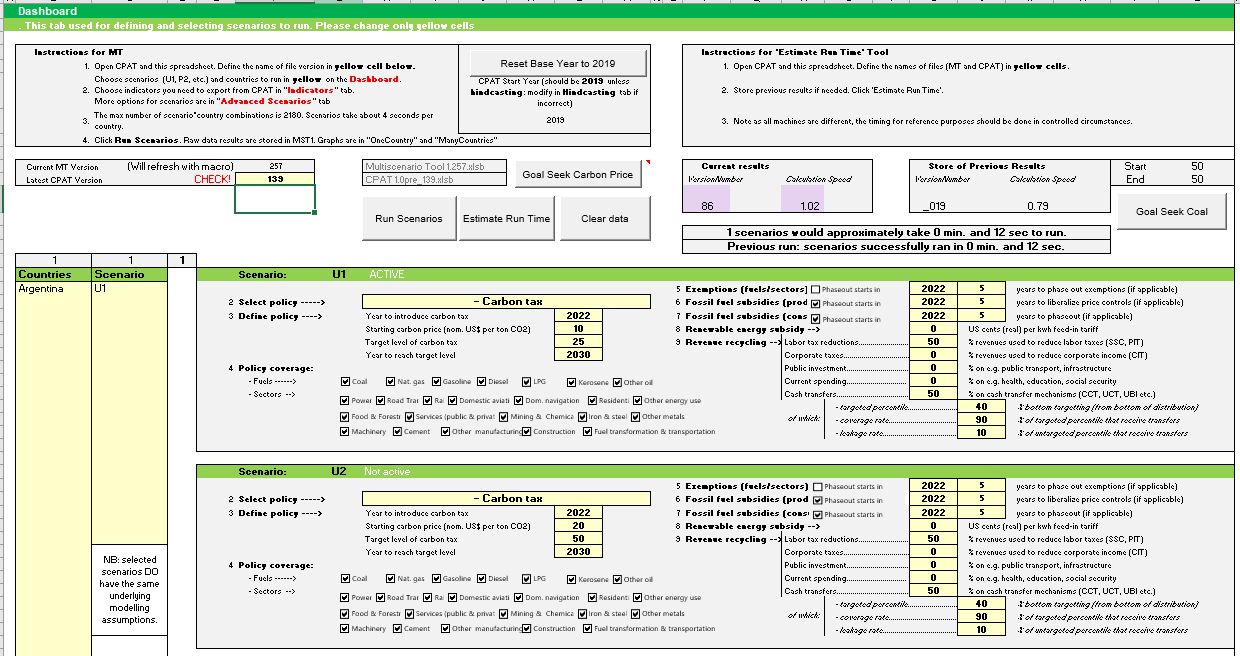 Dashboard
. This tab used for defining and selecting scenarios to run. Please change only yellow cells
Instructions for MT
1. Open CPAT and this spreadsheet. Define the name of file version in yellow cell below.
Choose scenarios (U1, P2, etc.) and countries to run in yellow on the Dashboard.
2. Choose indicators you need to export from CPAT in "Indicators" tab.
More options for scenarios are in "Advanced Scenarios" tab
3. The max number of scenario*country combinations is 2180. Scenarios take about 4 seconds per
country.
4. Click Run Scenarios. Raw data results are stored in MST1. Graphs are in "OneCountry" and "ManyCountries"
Reset Base Year to 2019
CPAT Start Year (should be 2019 unless
hindcasting: modify in Hindcasting tab if
incorrect)
2019
Instructions for 'Estimate Run Time' Tool
1. Open CPAT and this spreadsheet. Define the names of files (MT and CPAT) in yellow cells.
2. Store previous results if needed. Click 'Estimate Run Time'.
3. Note as all machines are different, the timing for reference purposes should be done in controlled circumstances.
Current MT Version (Will refresh with macro) 257
Latest CPAT Version CHECK! 139
Multiscenario Tool 1.257.xlsb
CPAT 1.0pre_139.xlsb
Goal Seek Carbon Price
Run Scenarios
Estimate Run Time
Clear data
Current results
VersionNumber Calculation Speed
86 1.02
Store of Previous Results
VersionNumber Calculation Speed
_019 0.79
Start 50
End 50
Goal Seek Coal
1 scenarios would approximately take 0 min. and 12 sec to run.
Previous run: scenarios successfully ran in 0 min. and 12 sec.
1 1 1
Countries Scenario
Argentina U1
NB: selected
scenarios DO
have the same
underlying
modelling
assumptions.
Scenario: U1 ACTIVE
2 Select policy ----->
- Carbon tax
3 Define policy ---->
Year to introduce carbon tax 2022
Starting carbon price (nom. US$ per ton CO2) 10
Target level of carbon tax 25
Year to reach target level 2030
4 Policy coverage:
- Fuels ------>
Coal Nat. gas Gasoline Diesel LPG Kerosene Other oil
- Sectors -->
Power Road Trar Rai Domestic aviati Dom. navigation Residenti Other energy use
Food & Forestr Services (public & privat Mining & Chemica Iron & steel Other metals
Machinery Cement Other manufacturing Construction Fuel transformation & transportation
5 Exemptions (fuels/sectors) Phaseout starts in 2022 5 years to phase out exemptions (if applicable)
6 Fossil fuel subsidies (prod Phaseout starts in 2022 5 years to liberalize price controls (if applicable)
7 Fossil fuel subsidies (cons Phaseout starts in 2022 5 years to phaseout (if applicable)
8 Renewable energy subsidy --> 0 US cents (real) per kwh feed-in tariff
9 Revenue recycling --> Labor tax reductions 50 % revenues used to reduce labor taxes (SSC, PIT)
Corporate taxes 0 % revenues used to reduce corporate income (CIT)
Public investment 0 % on e.g. public transport, infrastructure
Current spending 0 % on e.g. health, education, social security
Cash transfers 50 % on cash transfer mechanisms (CCT, UCT, UBI etc.)
of which:
- targeted percentile 40 % bottom targetting (from bottom of distribution)
- coverage rate 90 % of targeted percentile that receive transfers
- leakage rate 10 % of untargeted percentile that receive transfers
Scenario: U2 Not active
2 Select policy ----->
- Carbon tax
3 Define policy ---->
Year to introduce carbon tax 2022
Starting carbon price (nom. US$ per ton CO2) 20
Target level of carbon tax 50
Year to reach target level 2030
4 Policy coverage:
- Fuels ------>
Coal Nat. gas Gasoline Diesel LPG Kerosene Other oil
- Sectors -->
Power Road Trar Rai Domestic aviati Dom. navigation Residenti Other energy use
Food & Forestr Services (public & privat Mining & Chemica Iron & steel Other metals
Machinery Cement Other manufacturing Construction Fuel transformation & transportation
5 Exemptions (fuels/sectors) Phaseout starts in 2022 5 years to phase out exemptions (if applicable)
6 Fossil fuel subsidies (prod Phaseout starts in 2022 5 years to liberalize price controls (if applicable)
7 Fossil fuel subsidies (cons Phaseout starts in 2022 5 years to phaseout (if applicable)
8 Renewable energy subsidy --> 0 US cents (real) per kwh feed-in tariff
9 Revenue recycling --> Labor tax reductions 50 % revenues used to reduce labor taxes (SSC, PIT)
Corporate taxes 0 % revenues used to reduce corporate income (CIT)
Public investment 0 % on e.g. public transport, infrastructure
Current spending 0 % on e.g. health, education, social security
Cash transfers 50 % on cash transfer mechanisms (CCT, UCT, UBI etc.)
of which:
- targeted percentile 40 % bottom targetting (from bottom of distribution)
- coverage rate 90 % of targeted percentile that receive transfers
- leakage rate 10 % of untargeted percentile that receive transfers